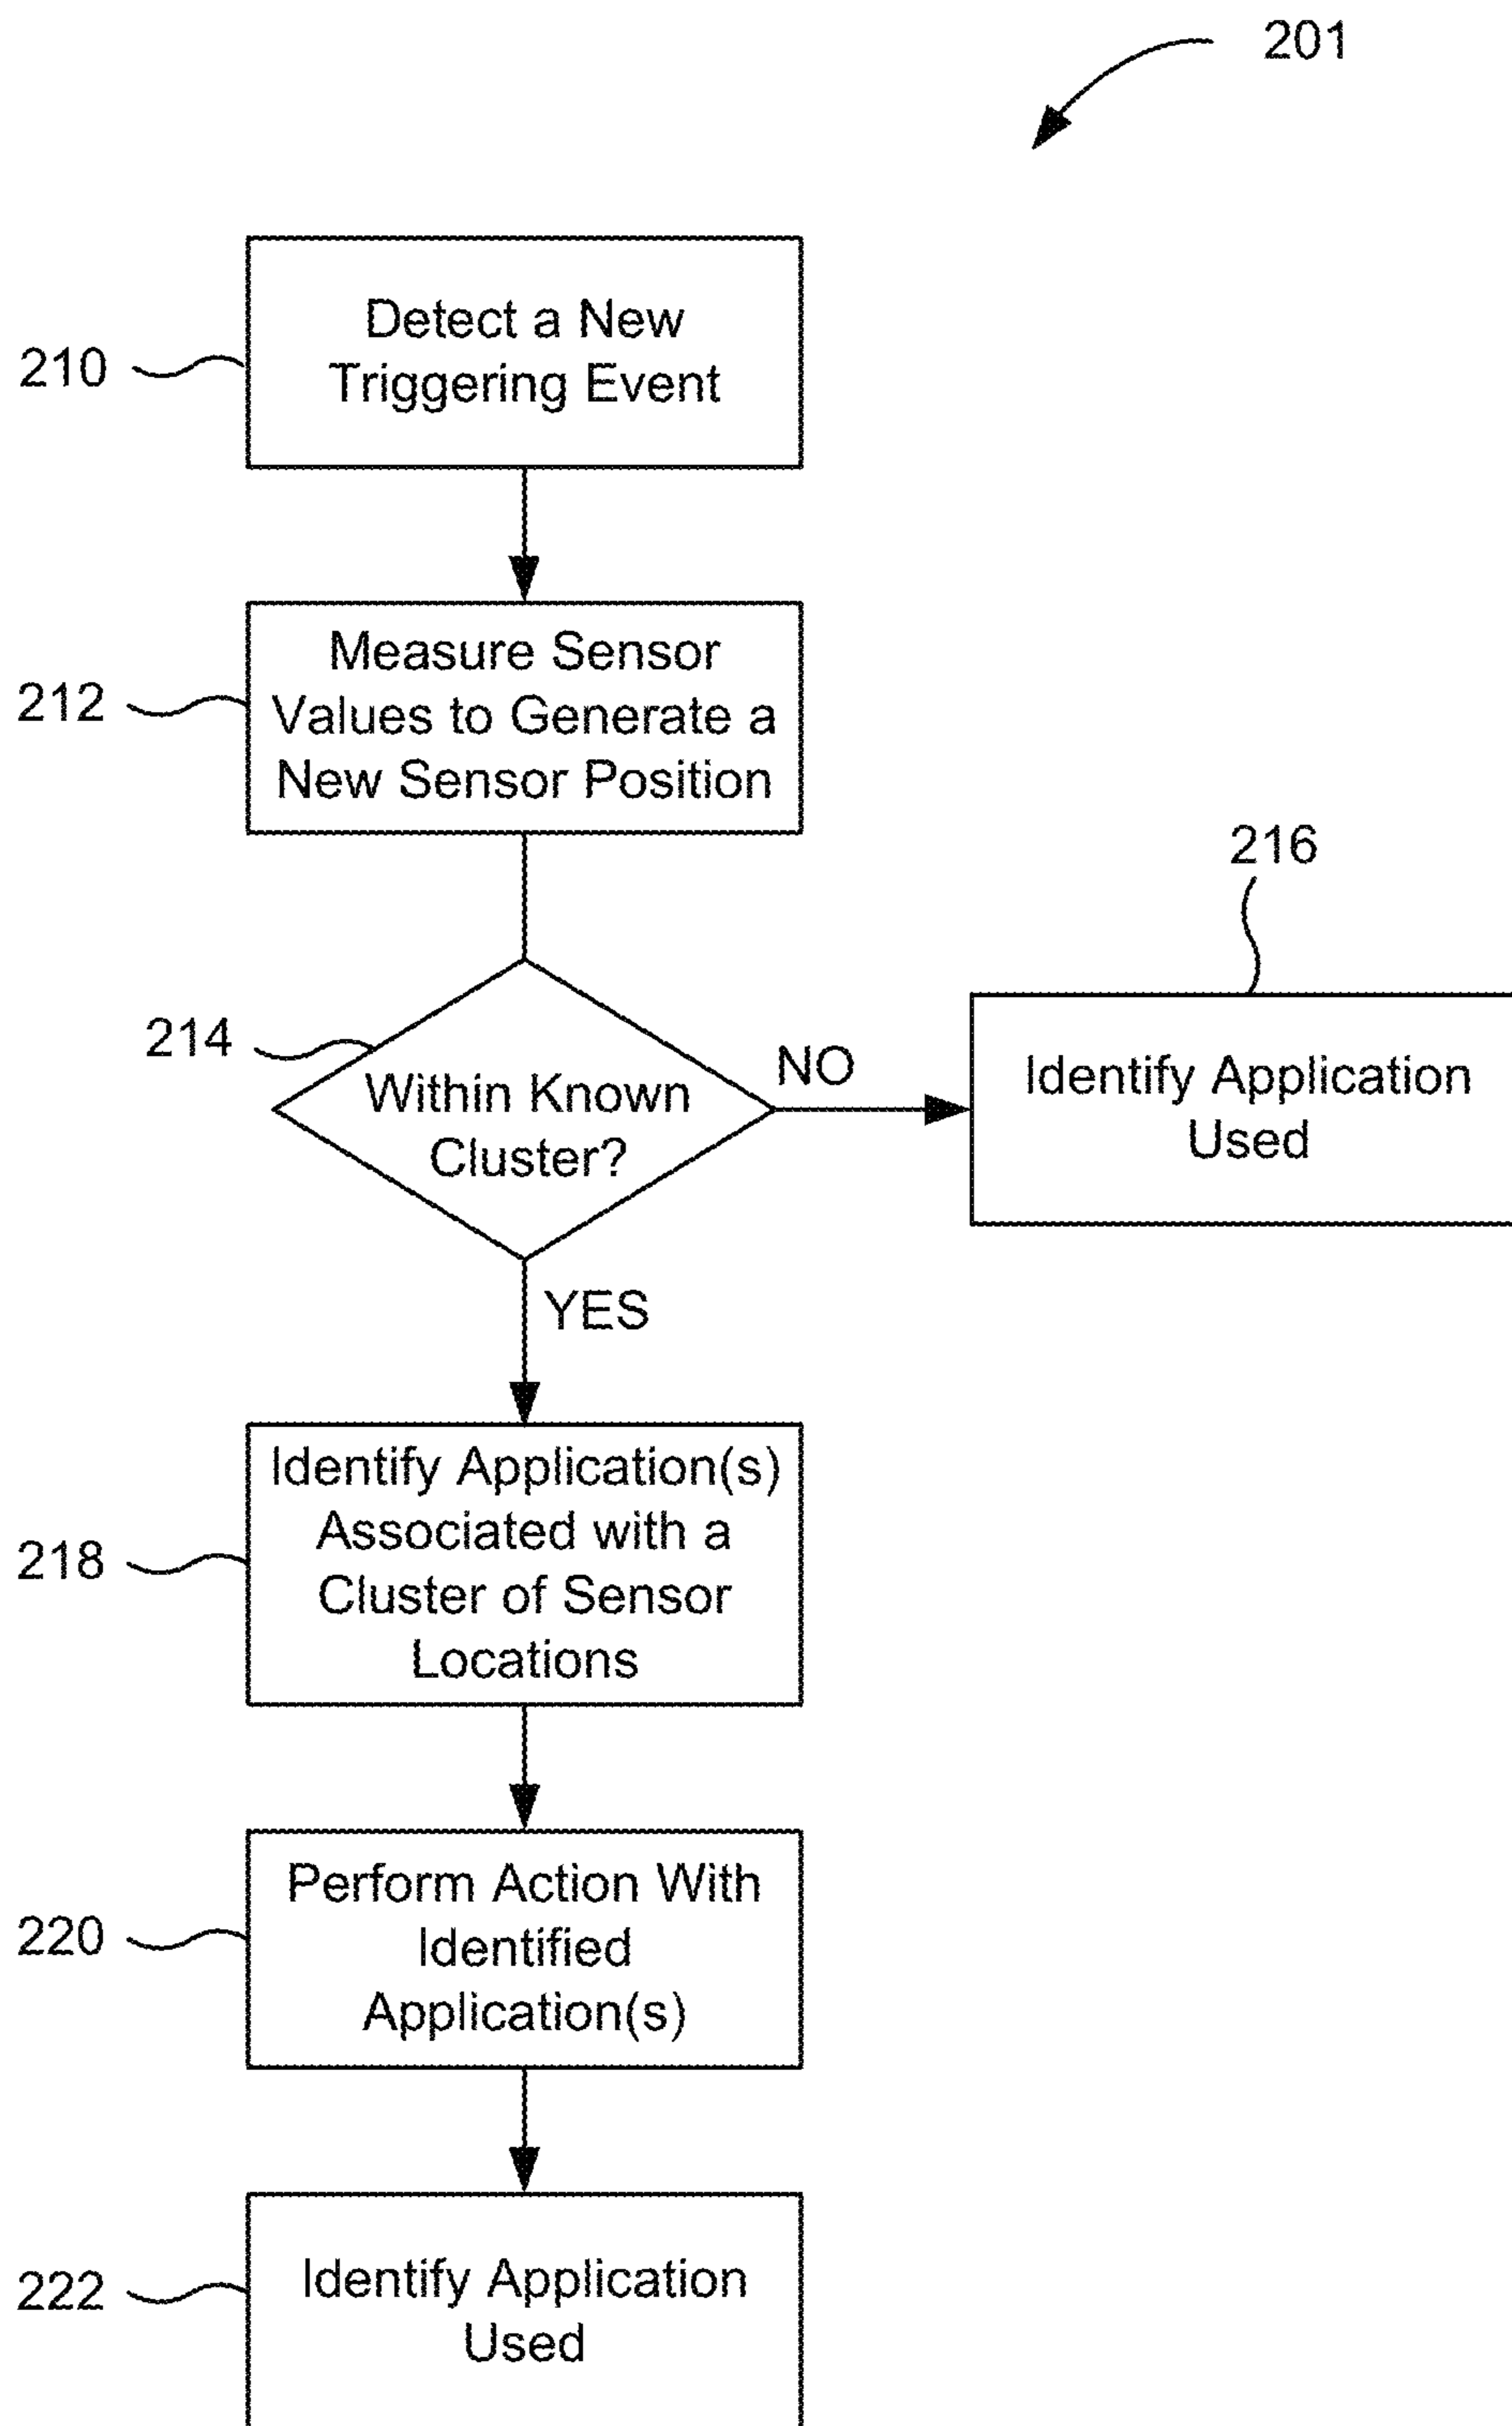 201
210
Detect a New
Triggering Event
212
Measure Sensor
Values to Generate a
New Sensor Position
214
Within Known
Cluster?
NO
216
Identify Application
Used
YES
218
Identify Application(s)
Associated with a
Cluster of Sensor
Locations
220
Perform Action With
Identified
Application(s)
222
Identify Application
Used